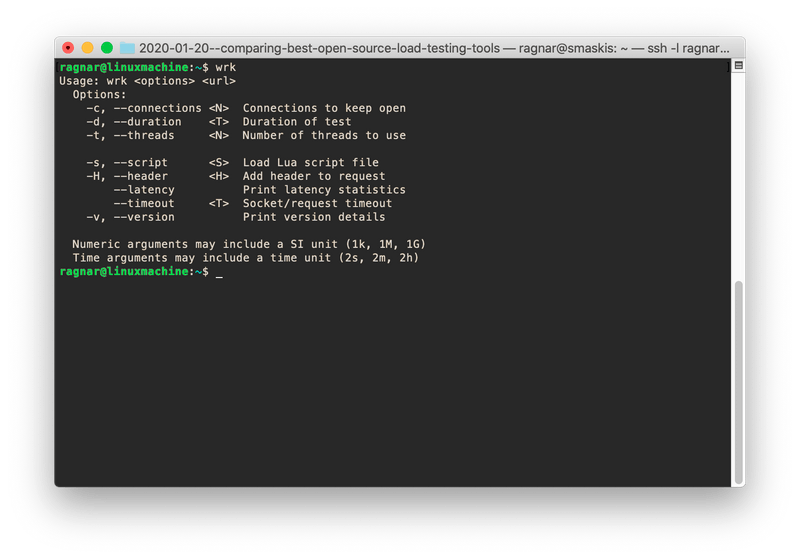 2020-01-20--comparing-best-open-source-load-testing-tools — ragnar@smaskis: ~ — ssh -l ragnar...
ragnar@linuxmachine:~$ wrk
Usage: wrk <options> <url>
  Options:
    -c, --connections <N>  Connections to keep open
    -d, --duration    <T>  Duration of test
    -t, --threads     <N>  Number of threads to use

    -s, --script      <S>  Load Lua script file
    -H, --header      <H>  Add header to request
        --latency          Print latency statistics
        --timeout     <T>  Socket/request timeout
    -v, --version          Print version details

  Numeric arguments may include a SI unit (1k, 1M, 1G)
  Time arguments may include a time unit (2s, 2m, 2h)
ragnar@linuxmachine:~$ _